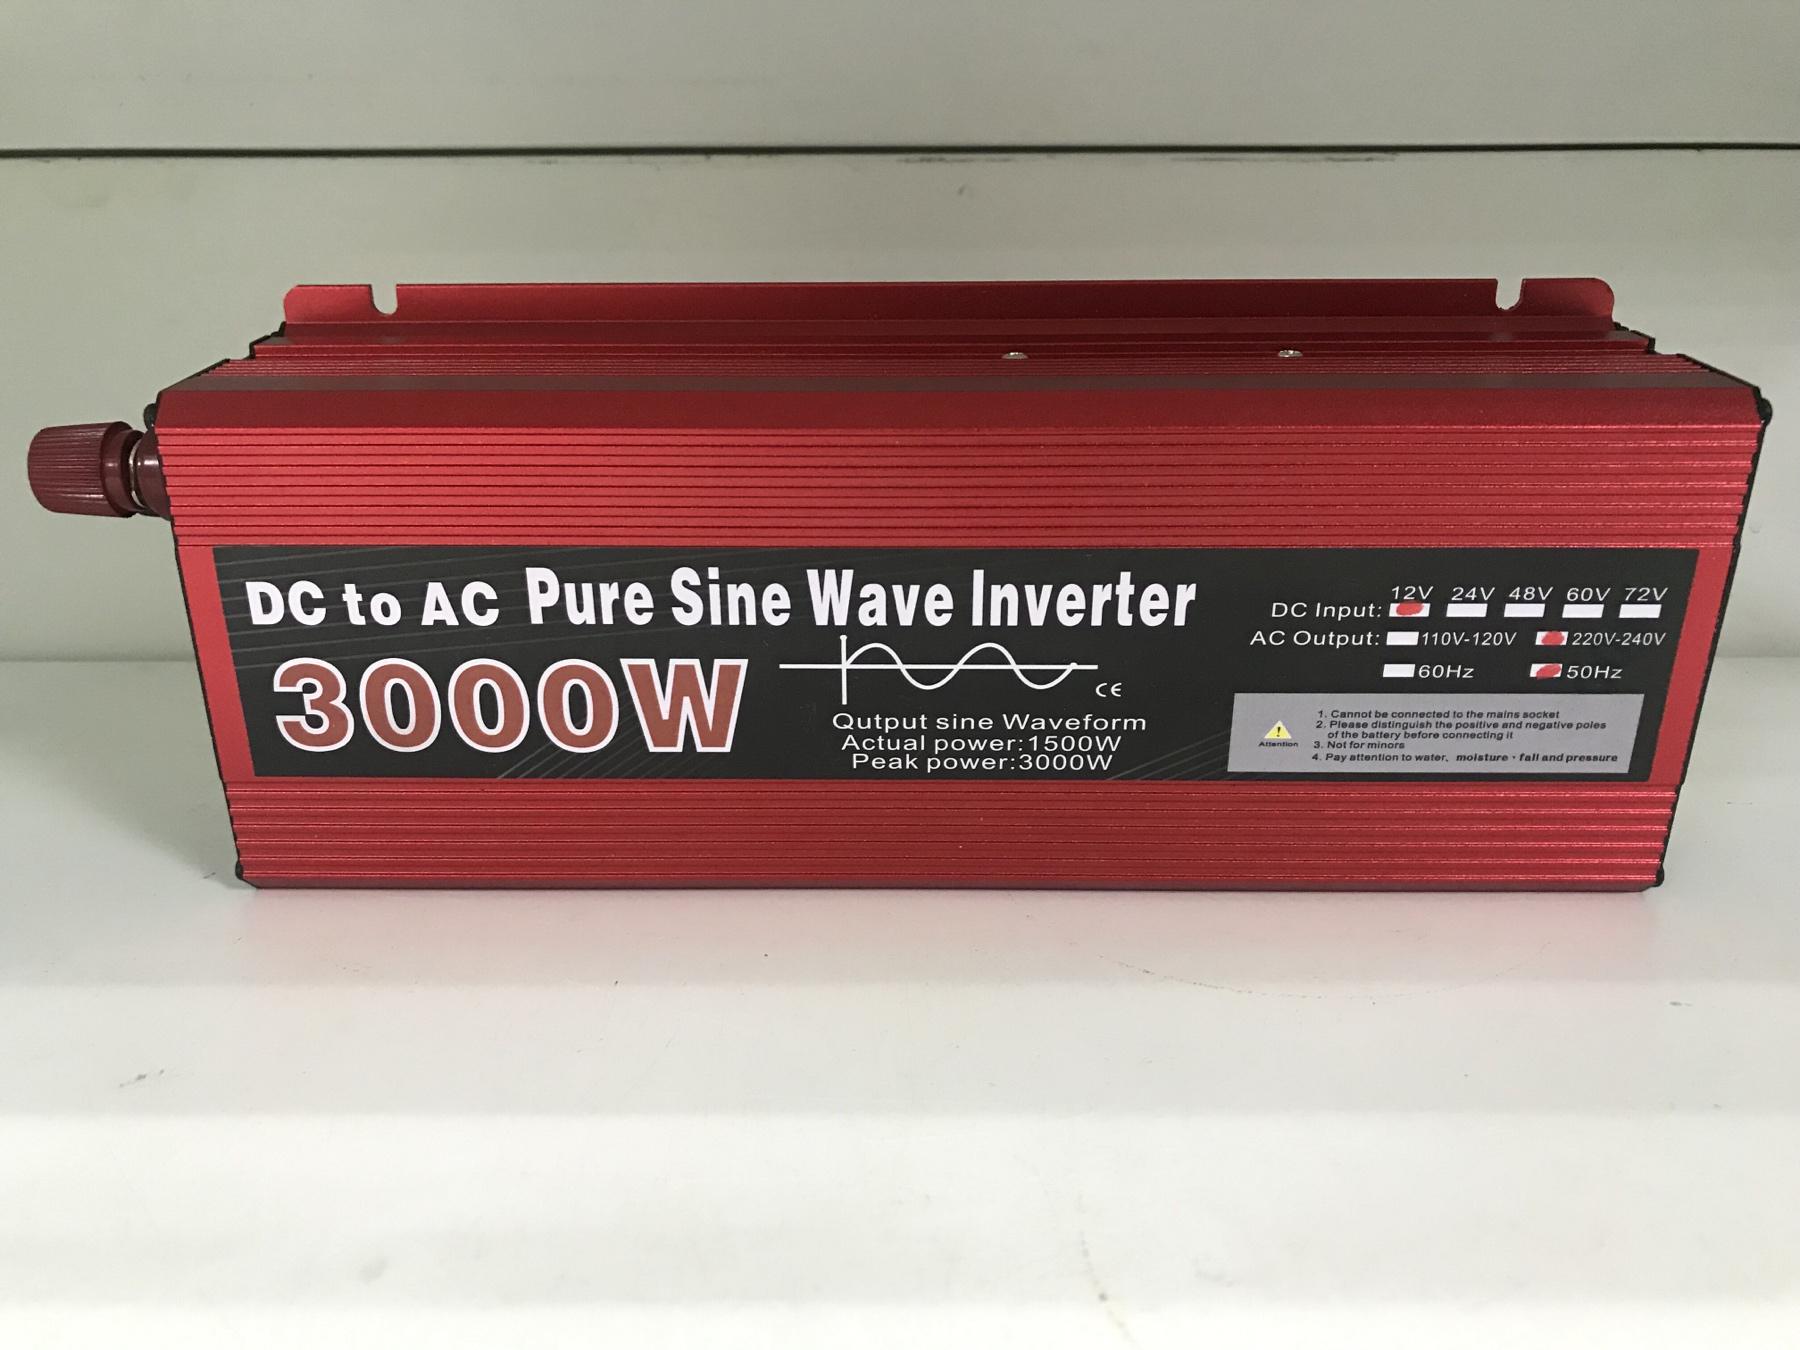 DC to AC Pure Sine Wave Inverter
3000W
CE
Qutput sine Waveform
Actual power:1500W
Peak power:3000W
12V 24V 48V 60V 72V
DC Input:
AC Output: 110V-120V 220V-240V
60Hz 50Hz
Attention
1. Cannot be connected to the mains socket
2. Please distinguish the positive and negative poles
of the battery before connecting it
3. Not for minors
4. Pay attention to water、moisture・fall and pressure